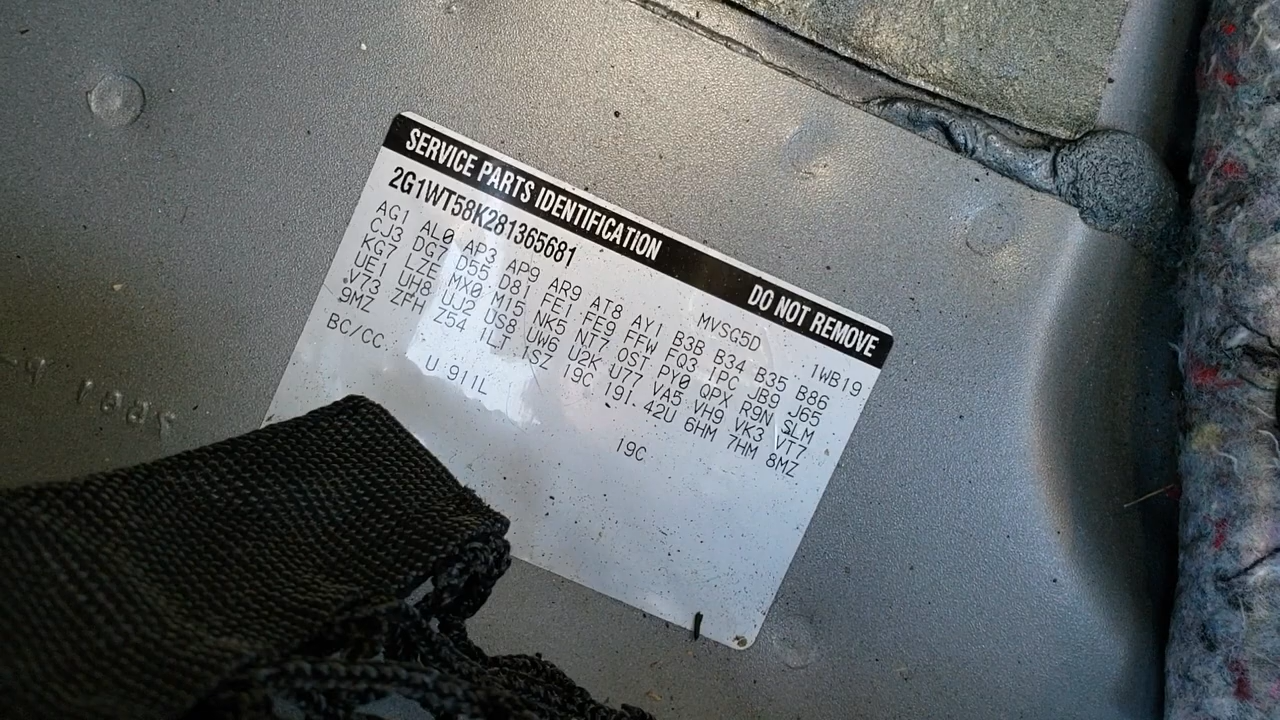 SERVICE PARTS IDENTIFICATION DO NOT REMOVE
2G1WT58K281365681 MVSG5D 1WB19
AG1 AL0 AP3 AP9 AR9 AT8 AY1 B3B B34 B35 B86
CJ3 DG7 D55 D81 FE1 FE9 FFW FQ3 IPC JB9 J65
KG7 LZE MX0 M15 NK5 NT7 OST PY0 QPX R9N SLM
UE1 UH8 UJ2 US8 UW6 U2K U77 VA5 VH9 VK3 VT7
V73 ZFH Z54 1LT 1SZ 19C 19I 42U 6HM 7HM 8MZ
9MZ
BC/CC U 911L 19C